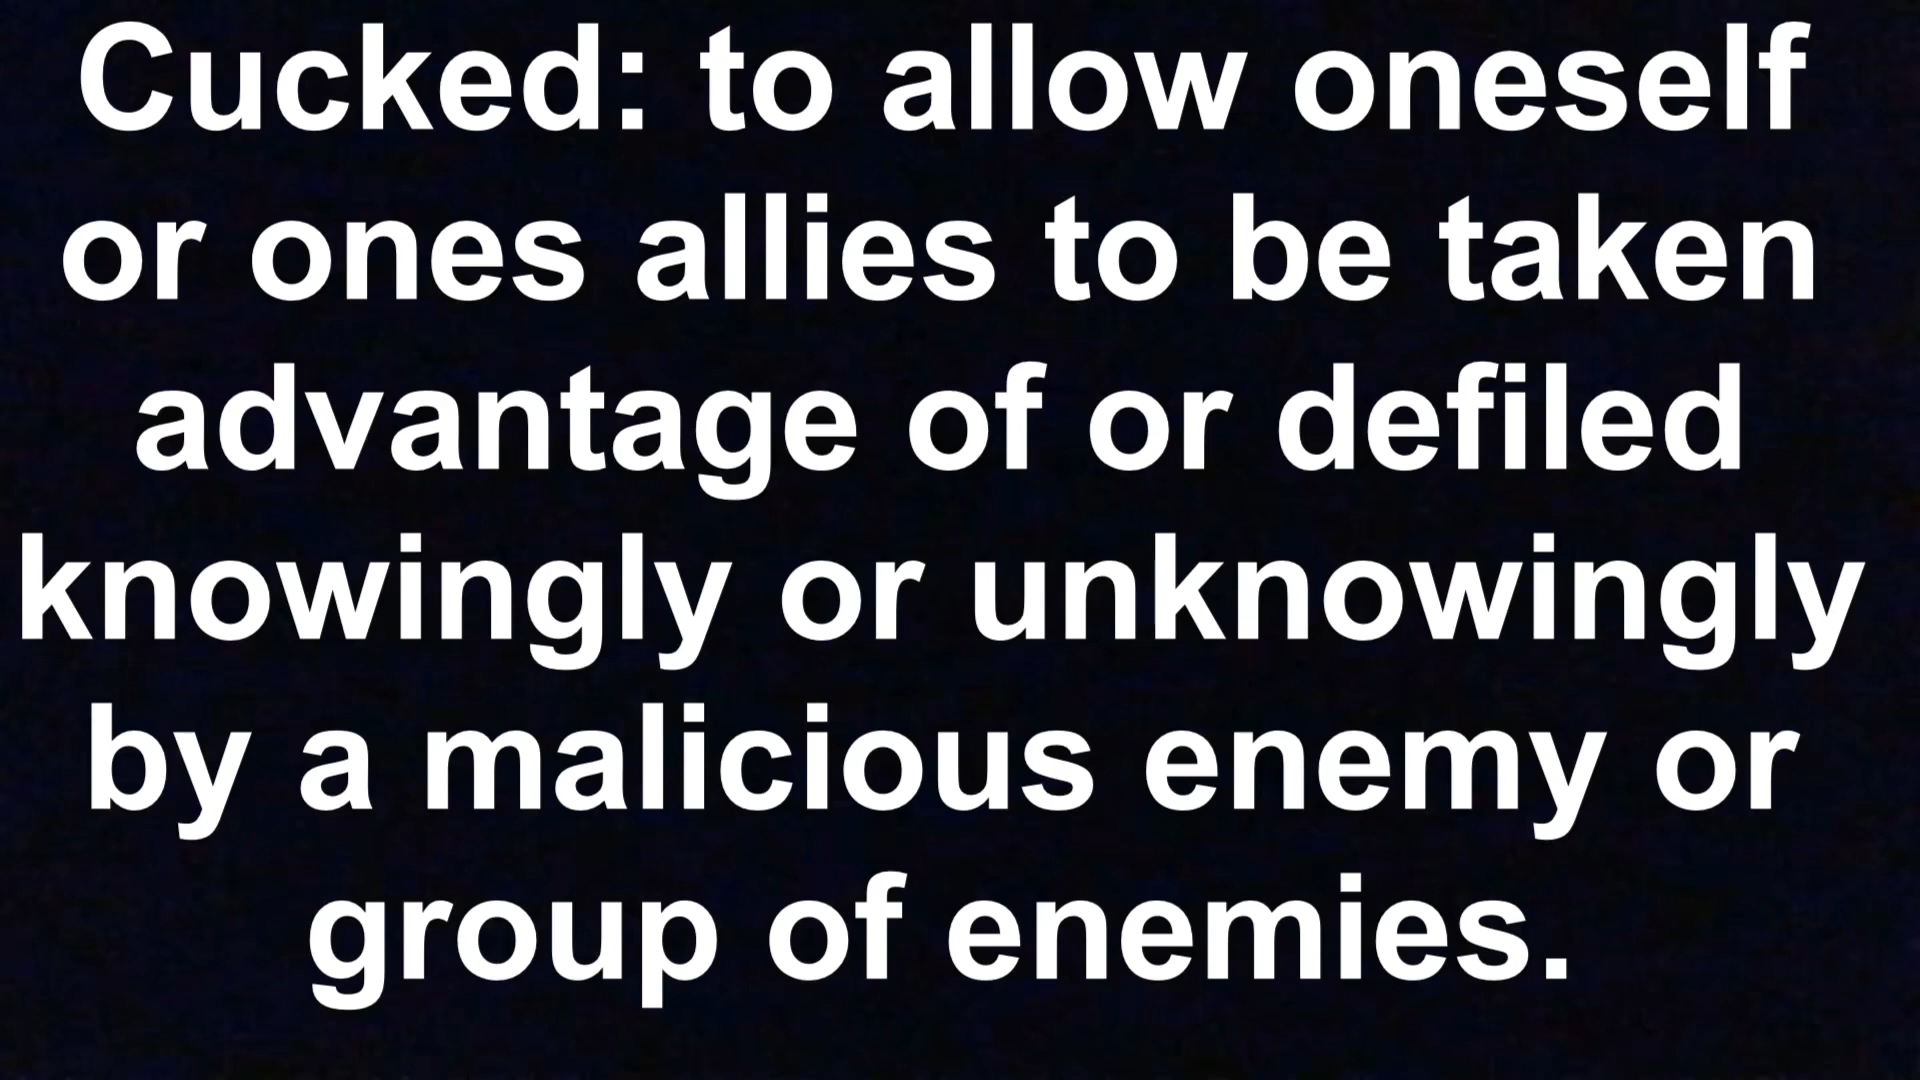 Cucked: to allow oneself
or ones allies to be taken
advantage of or defiled
knowingly or unknowingly
by a malicious enemy or
group of enemies.